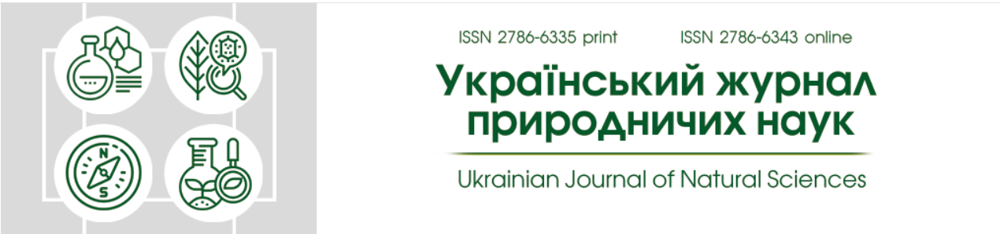 ISSN 2786-6335 print ISSN 2786-6343 online
Український журнал
природничих наук
Ukrainian Journal of Natural Sciences
N
S